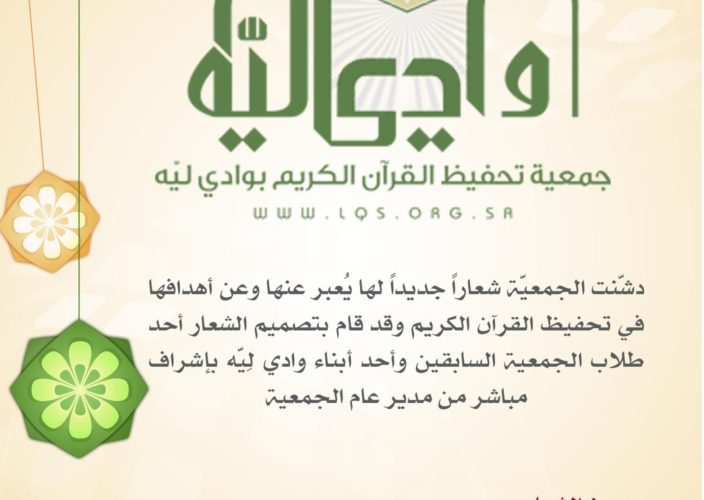 وادي ليّه
جمعية تحفيظ القرآن الكريم بوادي ليّه
WWW.LQS.ORG.SA
دشّنت الجمعيّة شعاراً جديداً لها يُعبر عنها وعن أهدافها
في تحفيظ القرآن الكريم وقد قام بتصميم الشعار أحد
طلاب الجمعية السابقين وأحد أبناء وادي لِيّه بإشراف
مباشر من مدير عام الجمعية